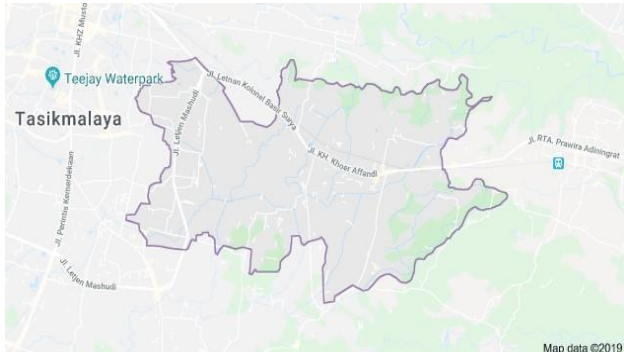 Jl. KHZ Musto
Teejay Waterpark
Tasikmalaya
Jl. Letnan Kolonel Basir Surya
Jl. Letjen Mashudi
Jl. KH. Khoer Affandi
Jl. RTA. Prawira Adiningrat
Jl. Perintis Kemerdekaan
Jl. Letjen Mashudi
Map data ©2019